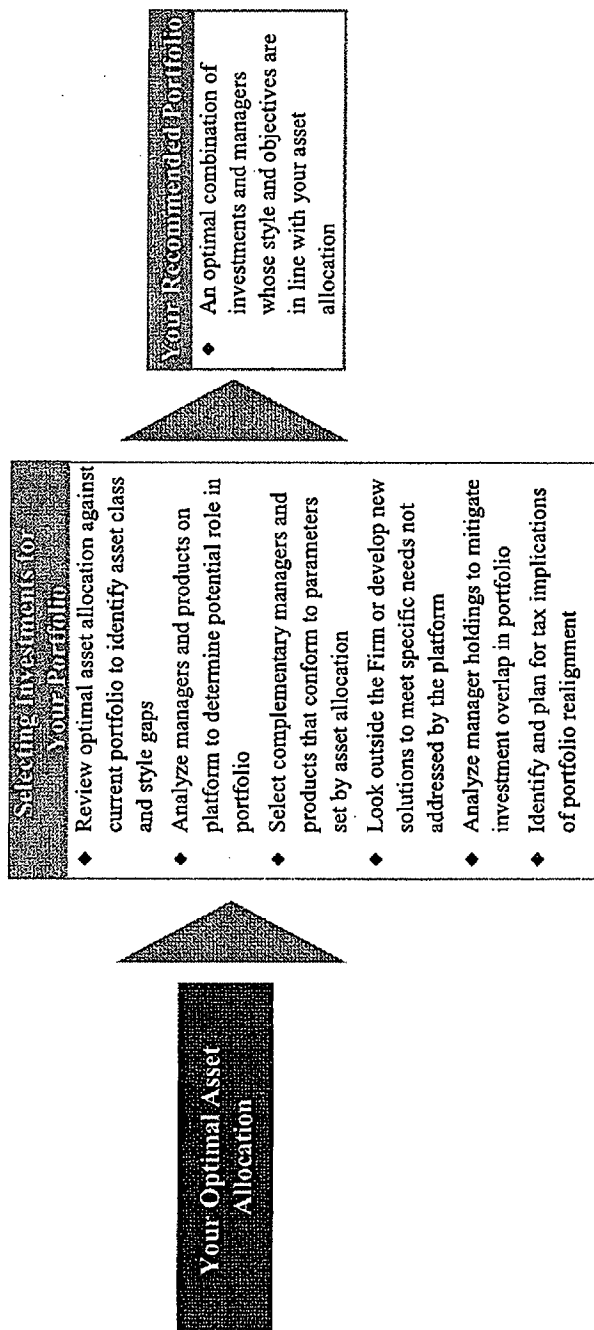 Your Optimal Asset
Allocation
Selecting Investments for
Your Portfolio
◆ Review optimal asset allocation against
current portfolio to identify asset class
and style gaps
◆ Analyze managers and products on
platform to determine potential role in
portfolio
◆ Select complementary managers and
products that conform to parameters
set by asset allocation
◆ Look outside the Firm or develop new
solutions to meet specific needs not
addressed by the platform
◆ Analyze manager holdings to mitigate
investment overlap in portfolio
◆ Identify and plan for tax implications
of portfolio realignment
Your Recommended Portfolio
◆ An optimal combination of
investments and managers
whose style and objectives are
in line with your asset
allocation